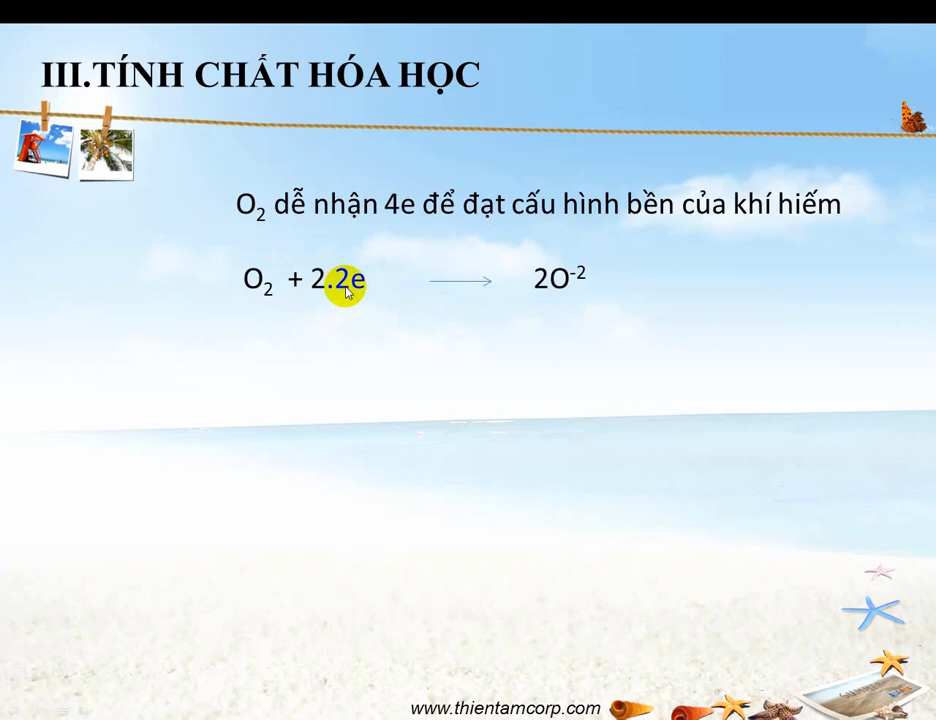 III.TÍNH CHẤT HÓA HỌC
O₂ dễ nhận 4e để đạt cấu hình bền của khí hiếm
O₂ + 2.2e ⟶ 2O⁻²
www.thientamcorp.com